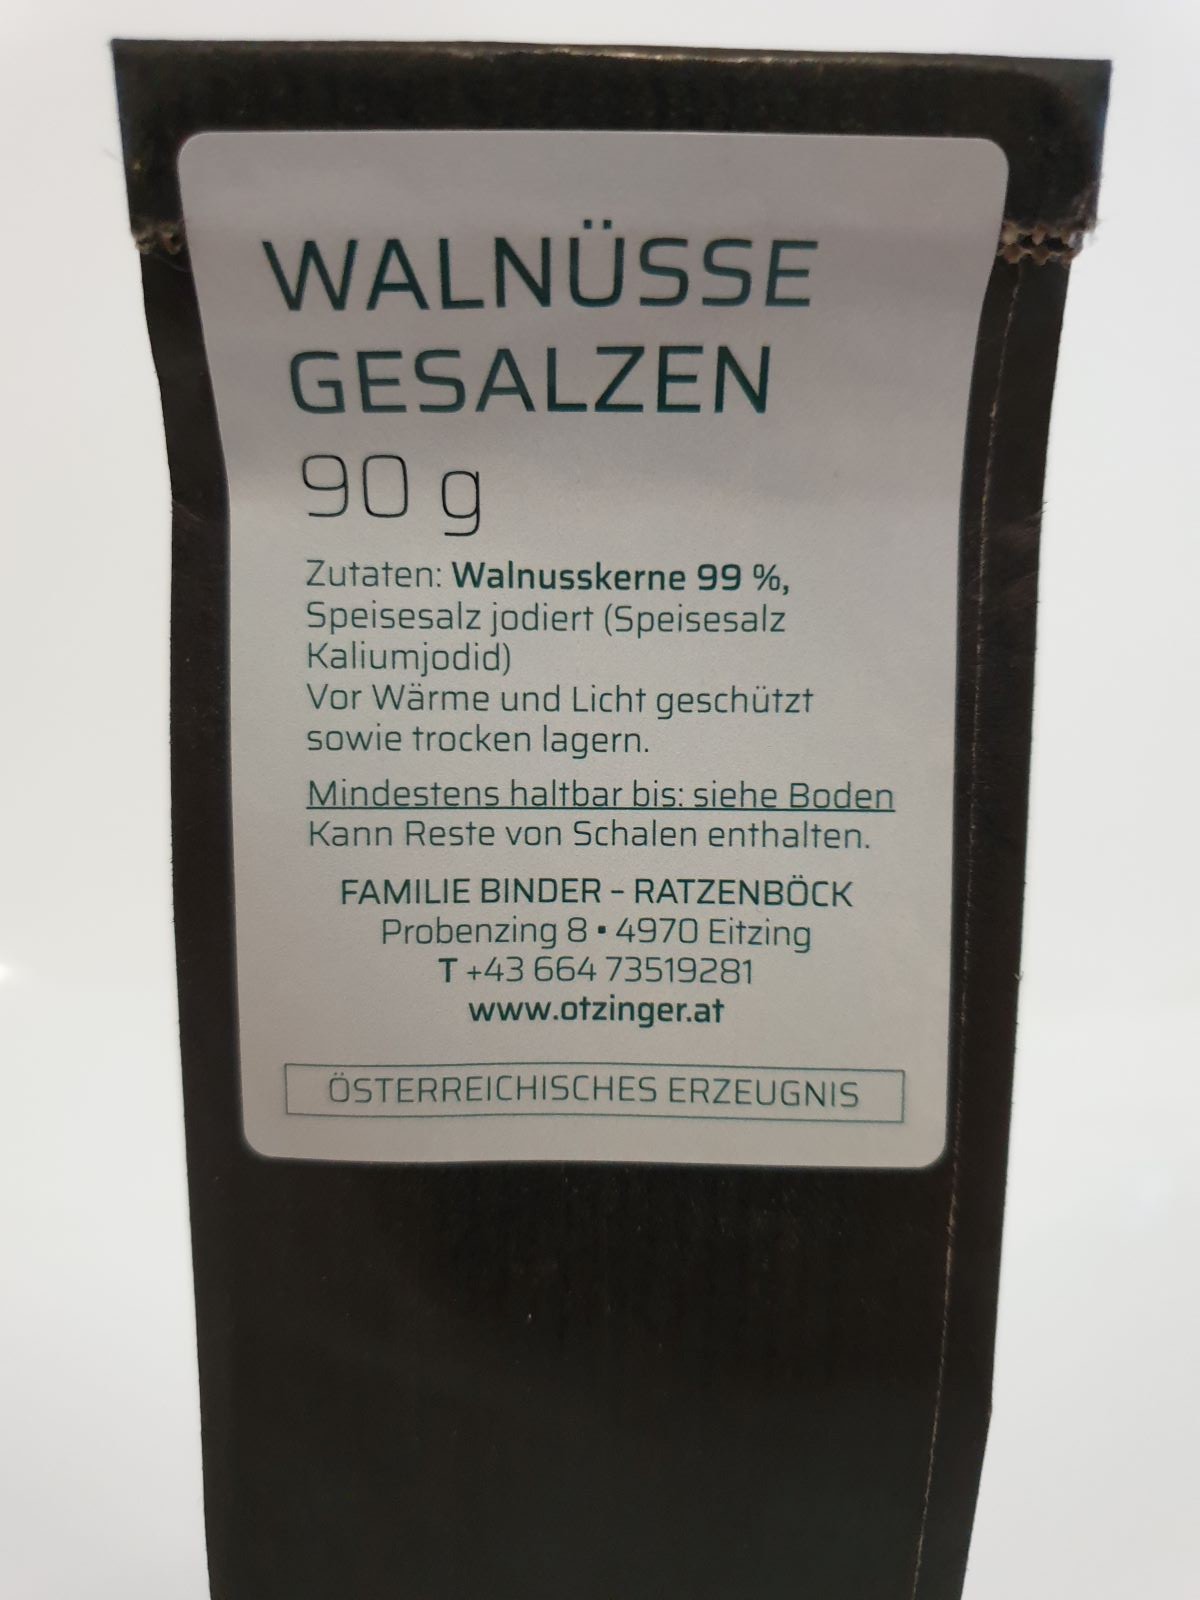 WALNÜSSE
GESALZEN
90 g
Zutaten: Walnusskerne 99 %,
Speisesalz jodiert (Speisesalz
Kaliumjodid)
Vor Wärme und Licht geschützt
sowie trocken lagern.
Mindestens haltbar bis: siehe Boden
Kann Reste von Schalen enthalten.
FAMILIE BINDER – RATZENBÖCK
Probenzing 8 ▪ 4970 Eitzing
T +43 664 73519281
www.otzinger.at
ÖSTERREICHISCHES ERZEUGNIS